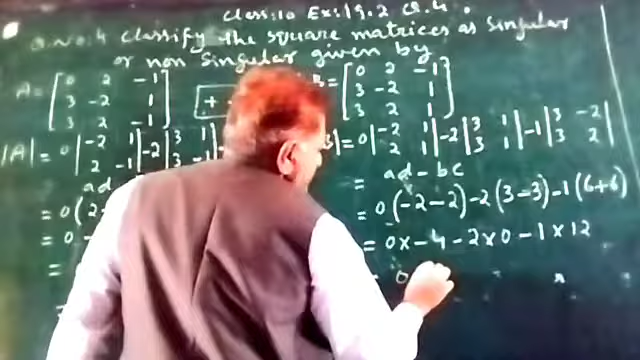 Class:10 Ex:19.2 Q.4.
Q.No:4 Classify the square matrices as Singular
or non Singular given by
A = [0 2 -1
3 -2 1
3 2 -1]
[+ -
|A| = 0|-2 1
2 -1|-2|3 1
3
ad
= 0(2-
= 0 -
=
B = [0 2 -1
3 -2 1
3 2 1]
| = 0|-2 1
2 1|-2|3 1
3 1|-1|3 -2
3 2|
= ad - bc
= 0(-2-2)-2(3-3)-1(6+6)
= 0x-4-2x0-1x12
0